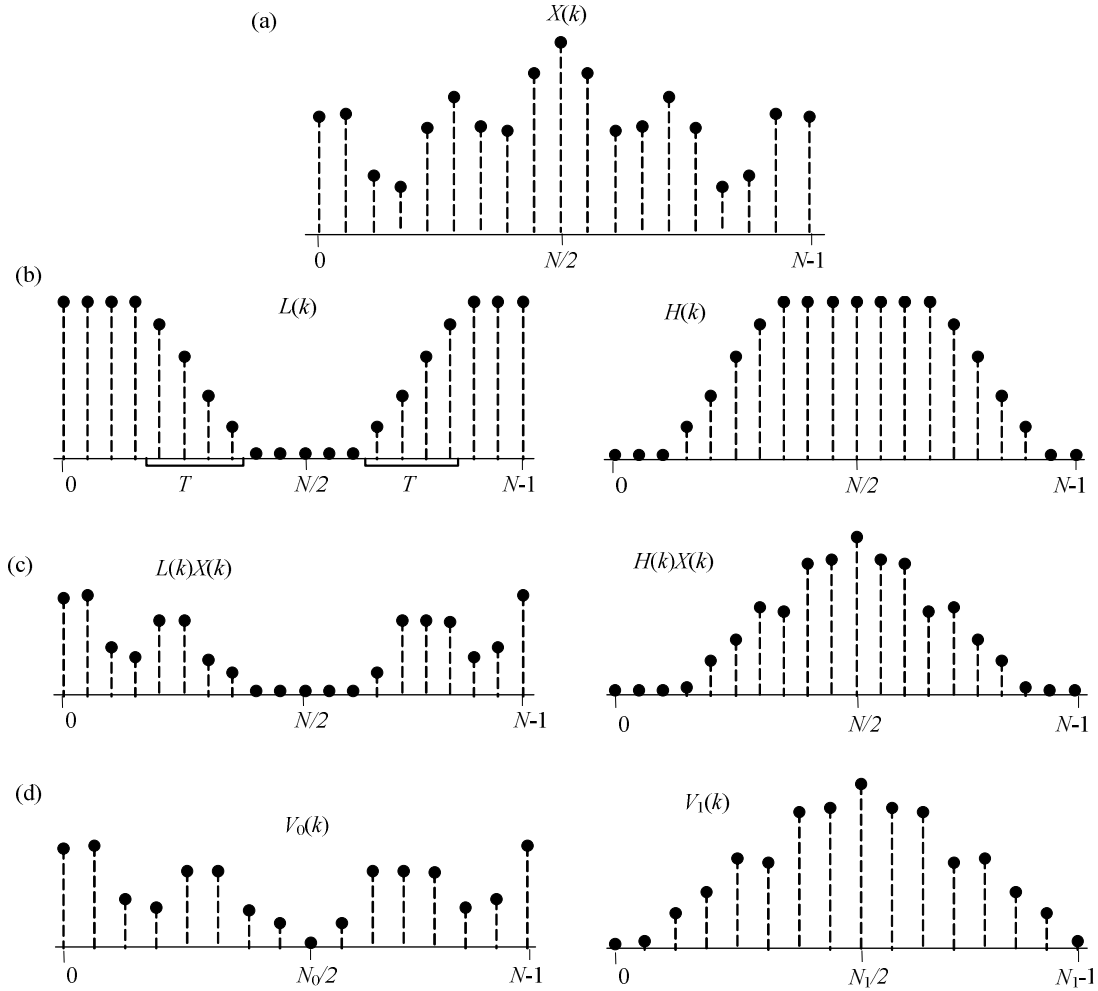 (a)
X(k)
0 N/2 N-1
(b)
L(k) H(k)
0 T N/2 T N-1 0 N/2 N-1
(c)
L(k)X(k) H(k)X(k)
0 N/2 N-1 0 N/2 N-1
(d)
V₀(k) V₁(k)
0 N₀/2 N-1 0 N₁/2 N₁-1